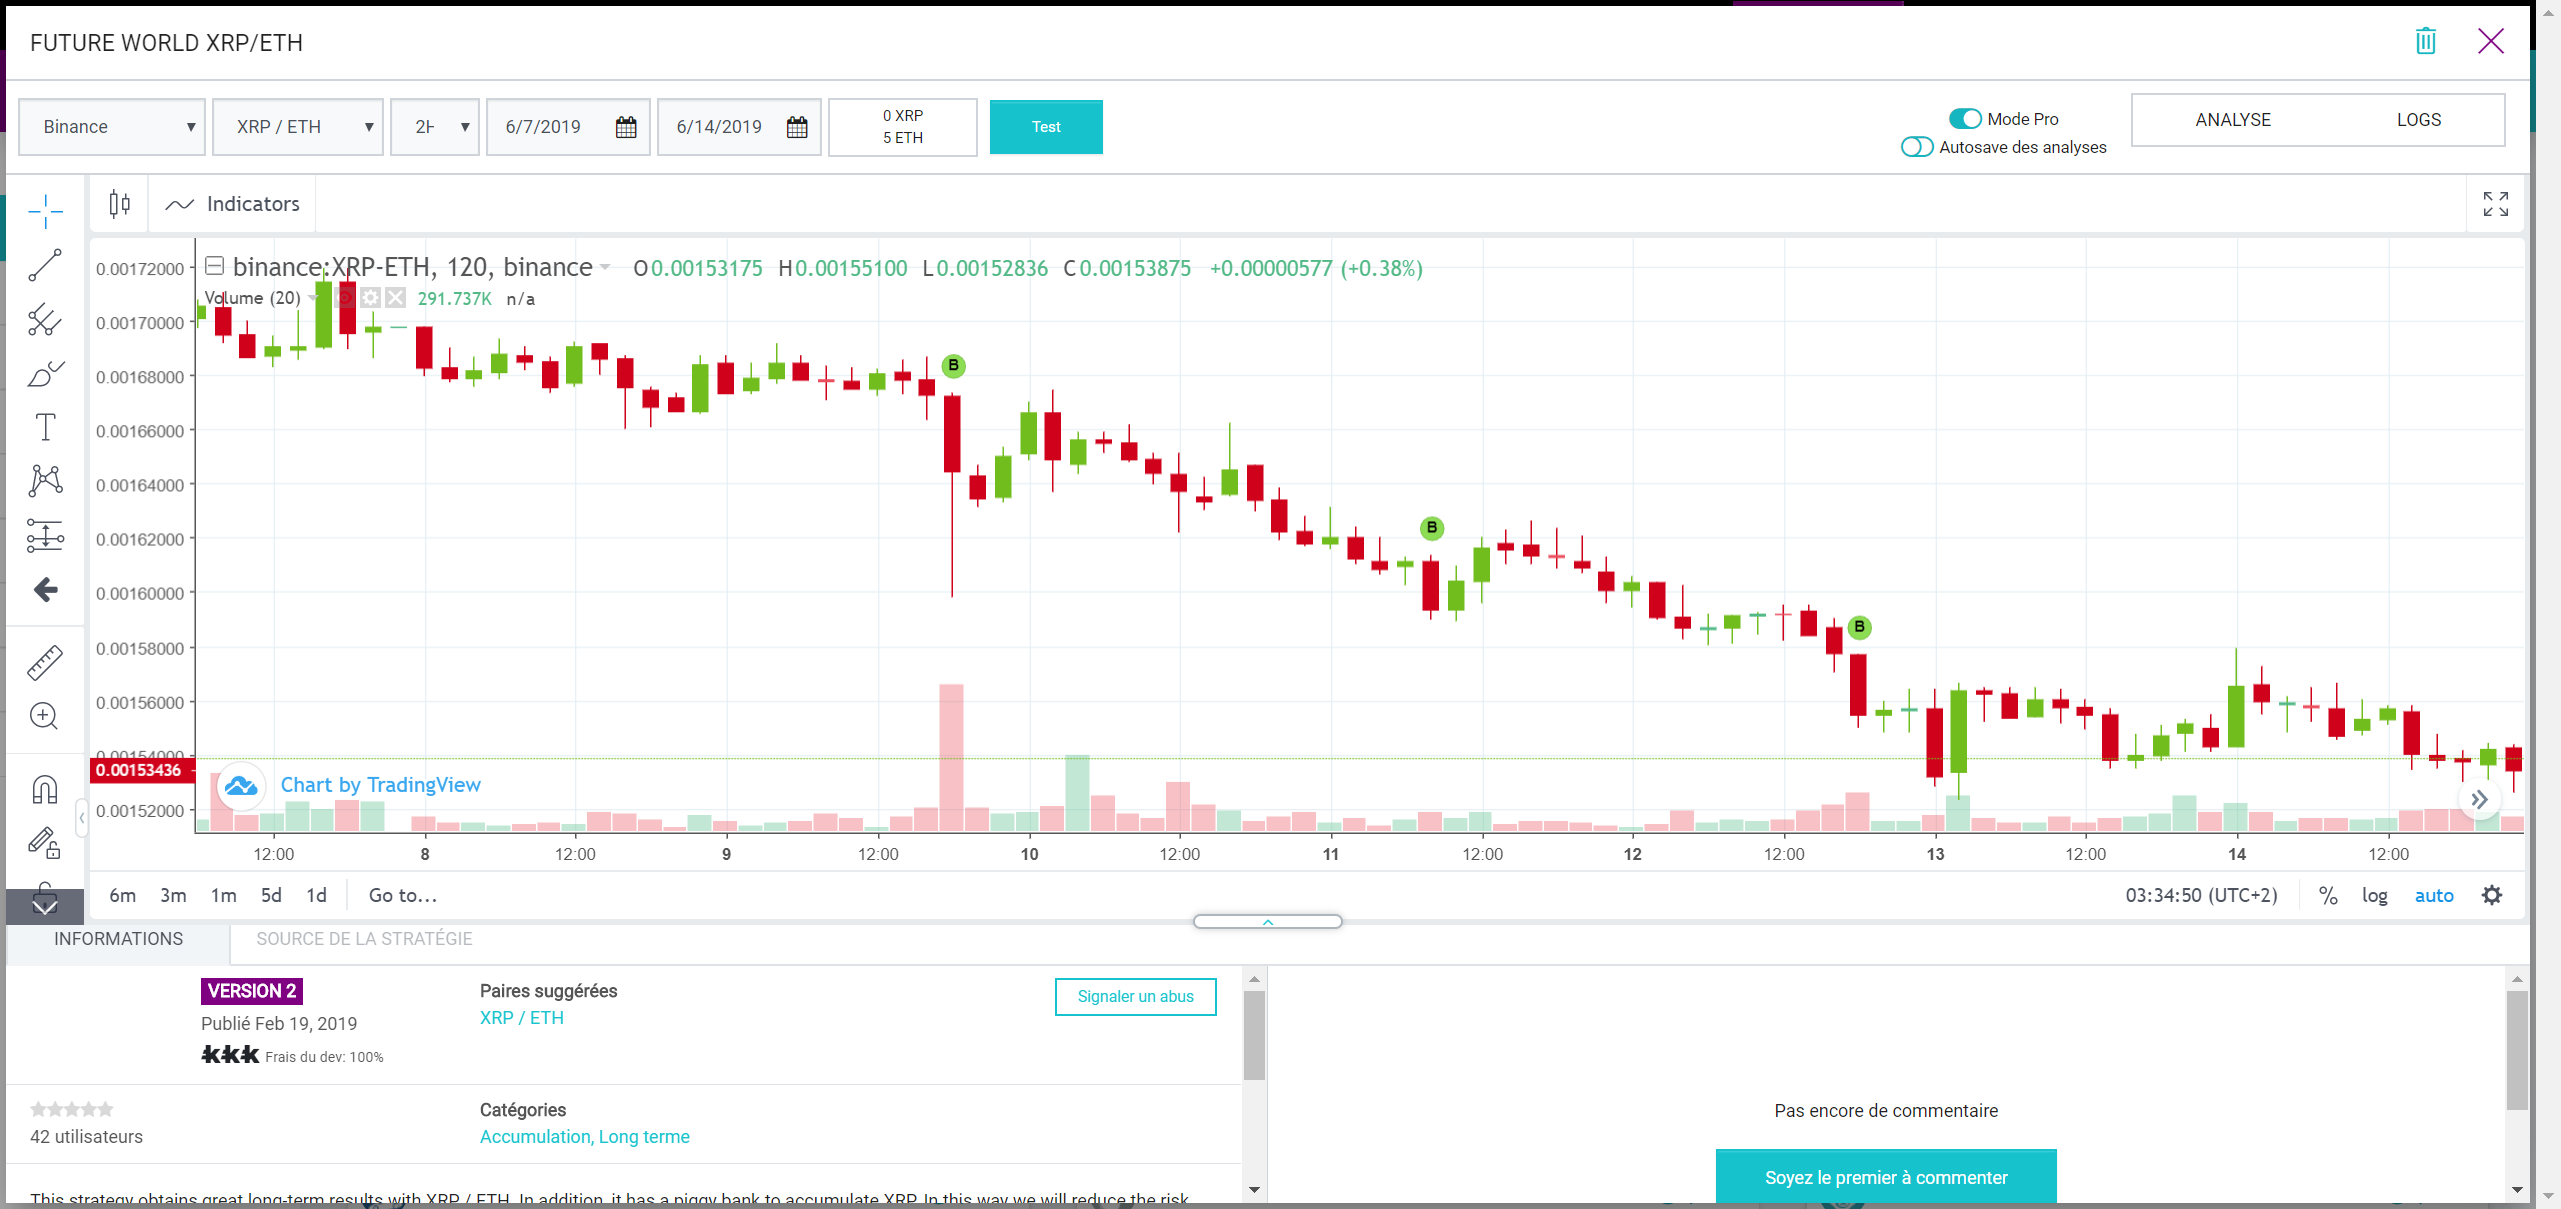 FUTURE WORLD XRP/ETH
Binance
XRP / ETH
6/7/2019
6/14/2019
0 XRP
5 ETH
Test
Mode Pro
Autosave des analyses
ANALYSE
LOGS
Indicators
binance:XRP-ETH, 120, binance O0.00153175 H0.00155100 L0.00152836 C0.00153875 +0.00000577 (+0.38%)
Volume (20) 291.737K n/a
0.00172000
0.00170000
0.00168000
0.00166000
0.00164000
0.00162000
0.00160000
0.00158000
0.00156000
0.00154000
0.00153436
0.00152000
B
B
B
Chart by TradingView
12:00 8 12:00 9 12:00 10 12:00 11 12:00 12 12:00 13 12:00 14 12:00
6m 3m 1m 5d 1d Go to...
03:34:50 (UTC+2) % log auto
INFORMATIONS
SOURCE DE LA STRATÉGIE
VERSION 2
Publié Feb 19, 2019
Frais du dev: 100%
Paires suggérées
XRP / ETH
Signaler un abus
42 utilisateurs
Catégories
Accumulation, Long terme
This strategy obtains great long-term results with XRP / ETH. In addition, it has a piggy bank to accumulate XRP. In this way we will reduce the risk
Pas encore de commentaire
Soyez le premier à commenter